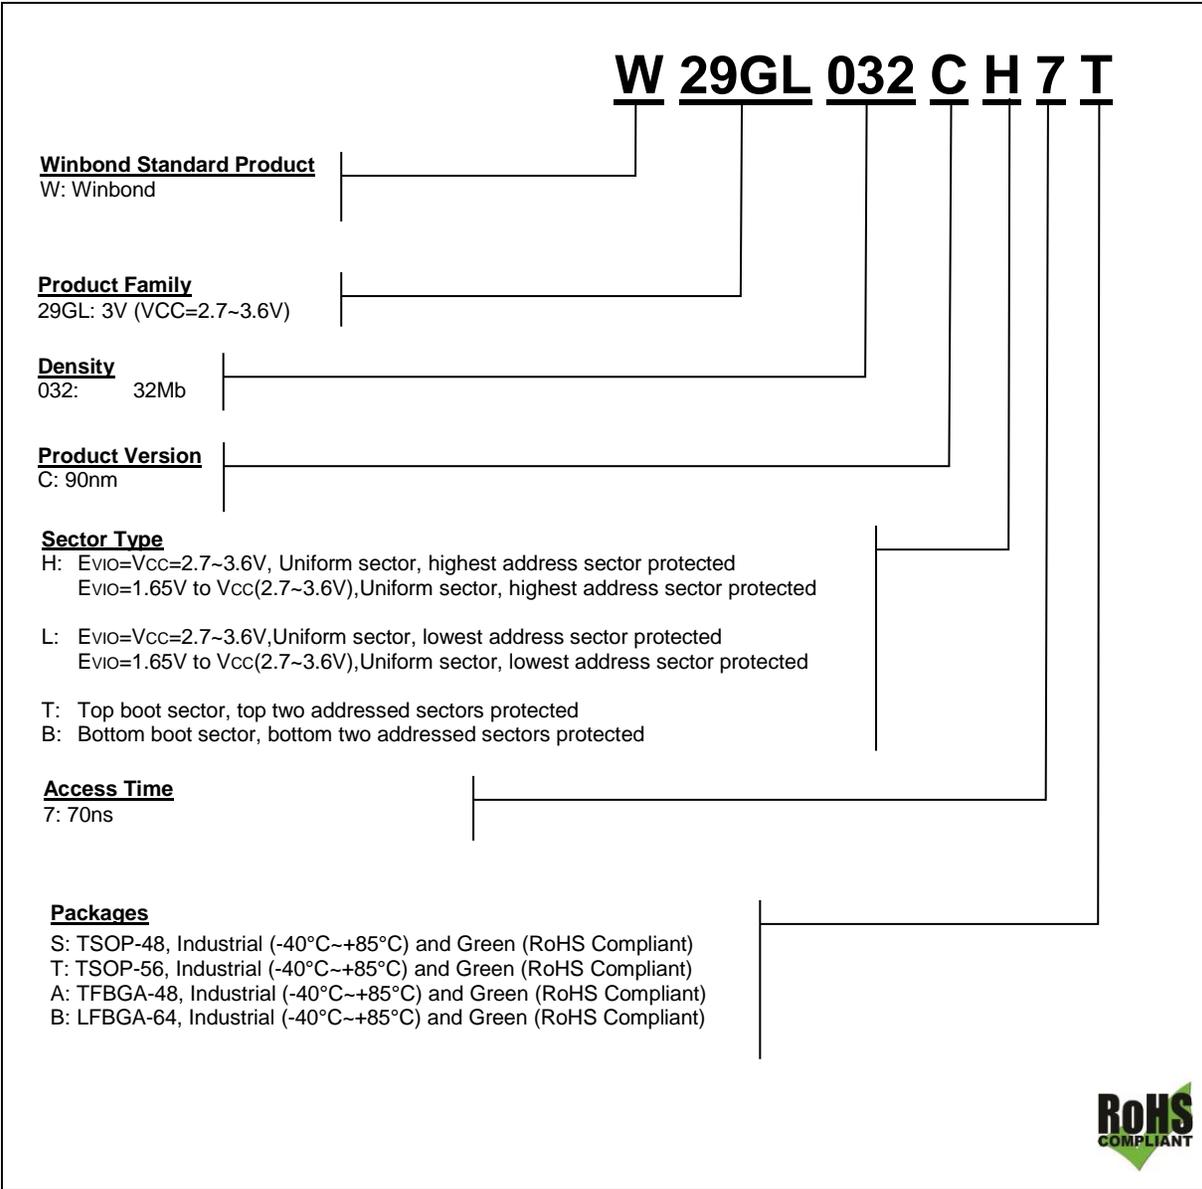 W 29GL 032 C H 7 T
Winbond Standard Product
W: Winbond
Product Family
29GL: 3V (VCC=2.7~3.6V)
Density
032: 32Mb
Product Version
C: 90nm
Sector Type
H: EVIO=VCC=2.7~3.6V, Uniform sector, highest address sector protected
EVIO=1.65V to VCC(2.7~3.6V),Uniform sector, highest address sector protected
L: EVIO=VCC=2.7~3.6V,Uniform sector, lowest address sector protected
EVIO=1.65V to VCC(2.7~3.6V),Uniform sector, lowest address sector protected
T: Top boot sector, top two addressed sectors protected
B: Bottom boot sector, bottom two addressed sectors protected
Access Time
7: 70ns
Packages
S: TSOP-48, Industrial (-40°C~+85°C) and Green (RoHS Compliant)
T: TSOP-56, Industrial (-40°C~+85°C) and Green (RoHS Compliant)
A: TFBGA-48, Industrial (-40°C~+85°C) and Green (RoHS Compliant)
B: LFBGA-64, Industrial (-40°C~+85°C) and Green (RoHS Compliant)
RoHS
COMPLIANT